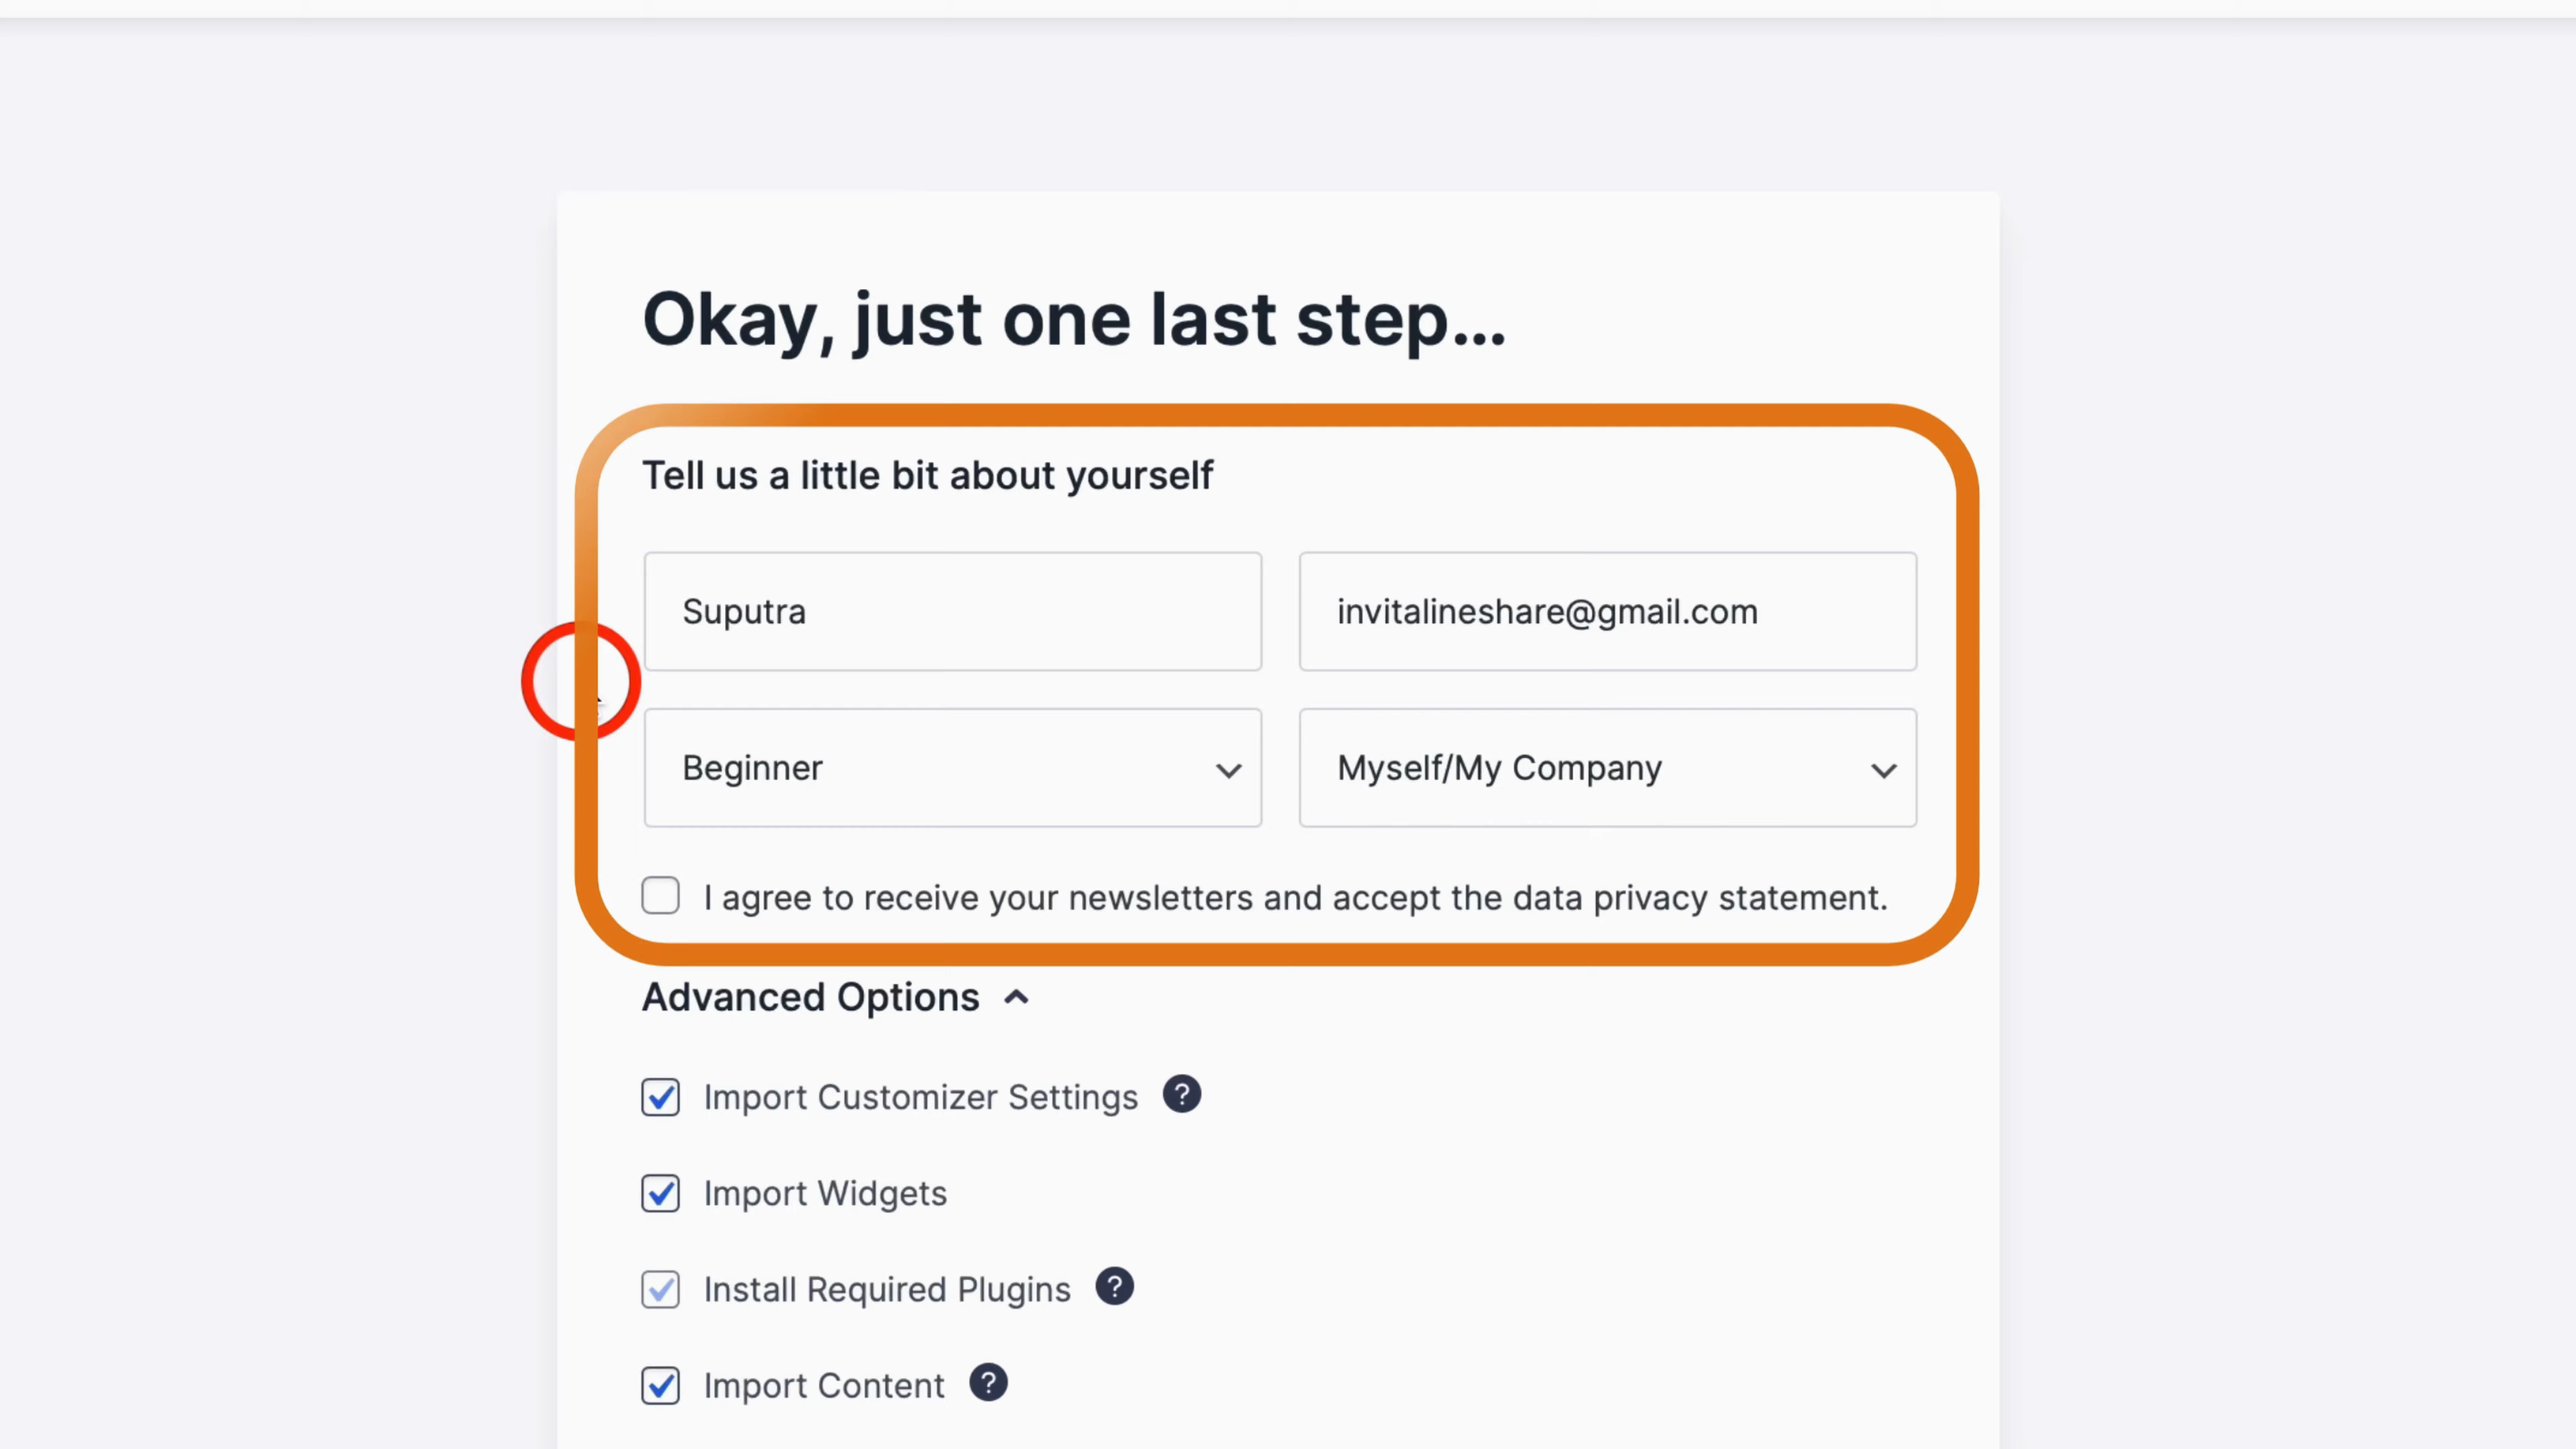 Okay, just one last step...
Tell us a little bit about yourself
Suputra
invitalineshare@gmail.com
Beginner
Myself/My Company
I agree to receive your newsletters and accept the data privacy statement.
Advanced Options
Import Customizer Settings ?
Import Widgets
Install Required Plugins ?
Import Content ?